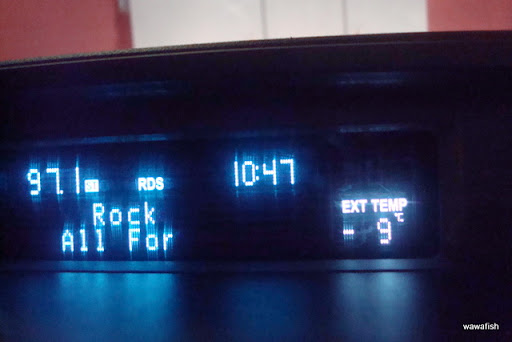 97.1 RDS
10:47
Rock
All For
EXT TEMP
- 9 °C
wawafish